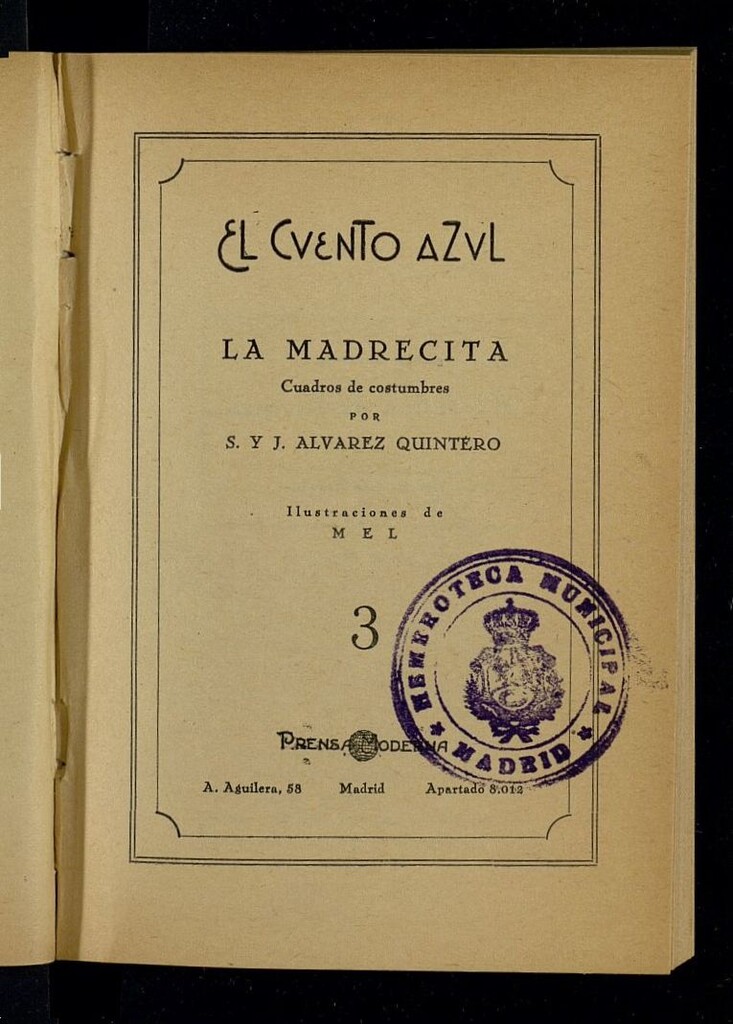 EL CVENTO AZVL
LA MADRECITA
Cuadros de costumbres
POR
S. Y J. ALVAREZ QUINTERO
Ilustraciones de
MEL
3
HEMEROTECA MUNICIPAL
★ MADRID ★
PRENSA MODERNA
A. Aguilera, 58 Madrid Apartado 8.012